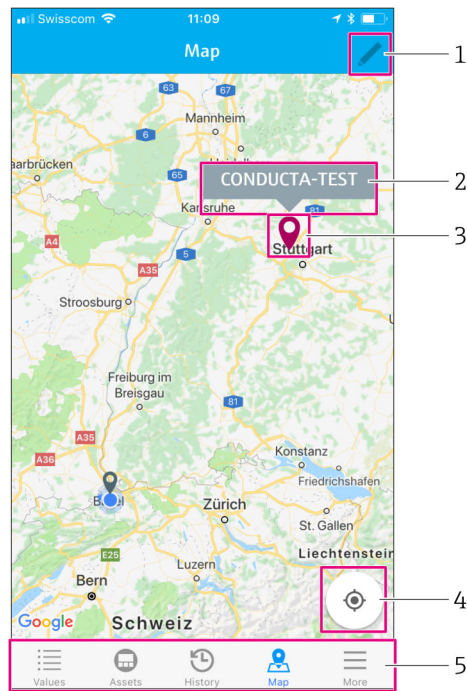 Swisscom 11:09
Map
1
63 67
Mannheim
6
aarbrücken
65
CONDUCTA-TEST
2
Karlsruhe
81
3
A4
5
Stuttgart
A35
Stroosburg
Freiburg im
Breisgau
81
A35
A36
Konstanz
Friedrichshafen
Basel
Zürich
St. Gallen
E25
Liechtenstein
Luzern
Bern
4
Google
Schweiz
5
Values Assets History Map More